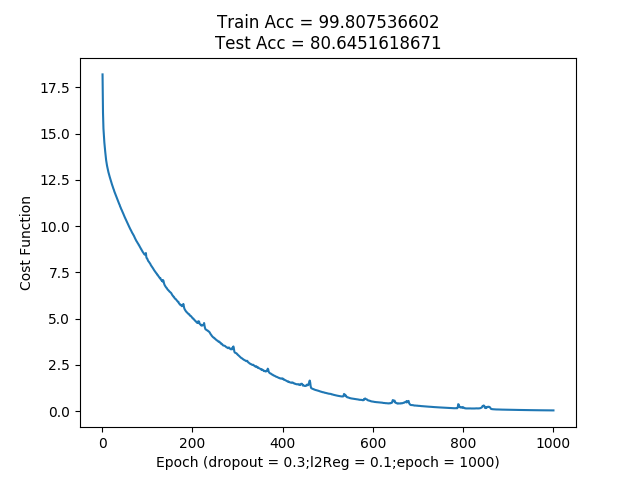 Train Acc = 99.807536602
Test Acc = 80.6451618671
17.5
15.0
12.5
10.0
7.5
5.0
2.5
0.0
Cost Function
0 200 400 600 800 1000
Epoch (dropout = 0.3;l2Reg = 0.1;epoch = 1000)